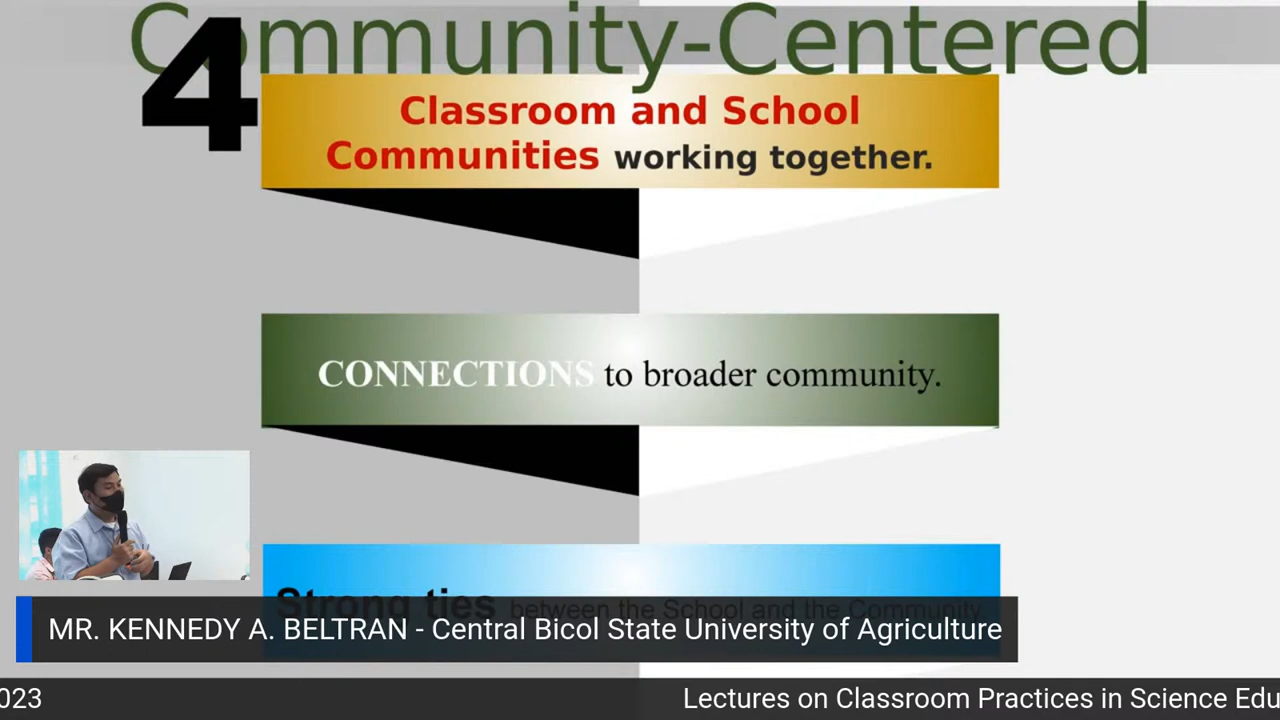 Community-Centered
4
Classroom and School
Communities working together.
CONNECTIONS to broader community.
Strong ties between the School and the Community
MR. KENNEDY A. BELTRAN - Central Bicol State University of Agriculture
023
Lectures on Classroom Practices in Science Edu